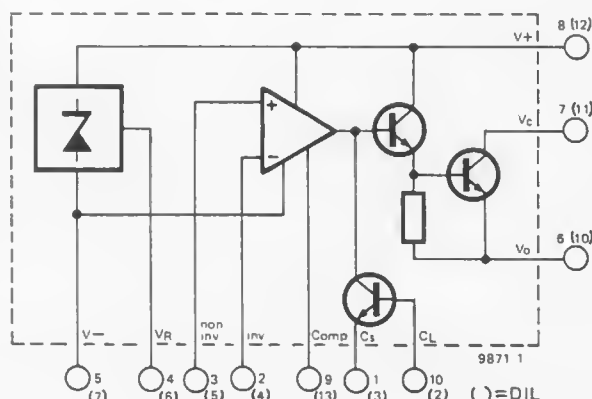 V+
8 (12)
Vc
7 (11)
+
−
Vo
6 (10)
V−
VR
non
inv
inv
Comp
Cs
CL
9871 1
5
(7)
4
(6)
3
(5)
2
(4)
9
(13)
1
(3)
10
(2)
( )=DIL